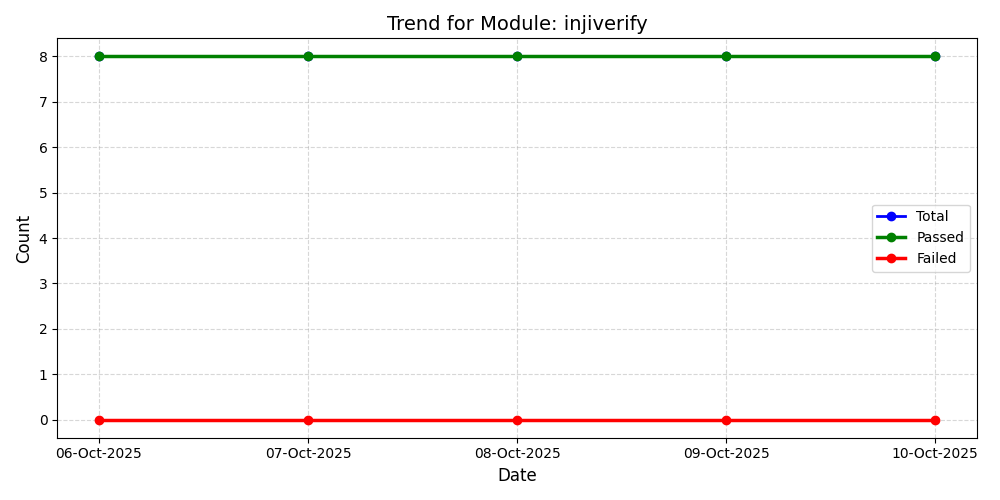 Trend for Module: injiverify
Count
8
7
6
5
4
3
2
1
0
Total
Passed
Failed
06-Oct-2025
07-Oct-2025
08-Oct-2025
09-Oct-2025
10-Oct-2025
Date